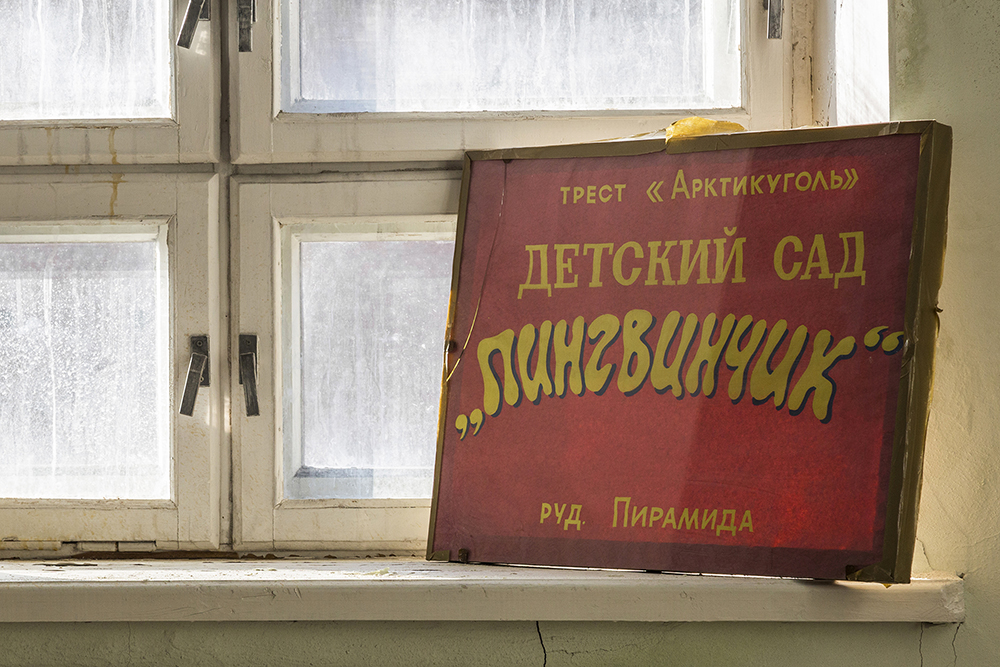 трест «Арктикуголь»
ДЕТСКИЙ САД
„ПИНГВИНЧИК“
руд. Пирамида